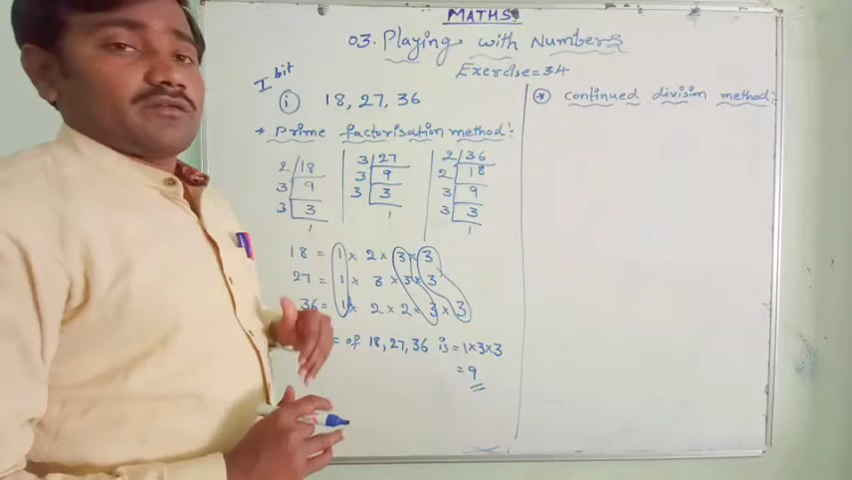 MATHS
03. Playing with Numbers
Exercise=34
I bit
i 18, 27, 36
* Prime factorisation method:
2 18
3 9
3 3
1
3 27
3 9
3 3
1
2 36
2 18
3 9
3 3
1
18 = 1 × 2 × 3 × 3
27 = 1 × 3 × 3 × 3
36 = 1 × 2 × 2 × 3 × 3
= of 18, 27, 36 is = 1×3×3
= 9
* continued division method: